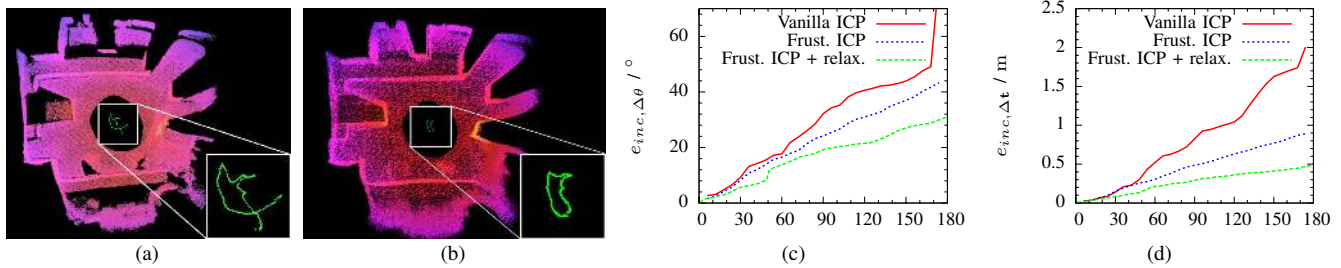 Vanilla ICP
Frust. ICP
Frust. ICP + relax.
e_{inc,Δθ} / °
60
40
20
0
0 30 60 90 120 150 180
Vanilla ICP
Frust. ICP
Frust. ICP + relax.
e_{inc,Δt} / m
2.5
2
1.5
1
0.5
0
0 30 60 90 120 150 180
(a)
(b)
(c)
(d)